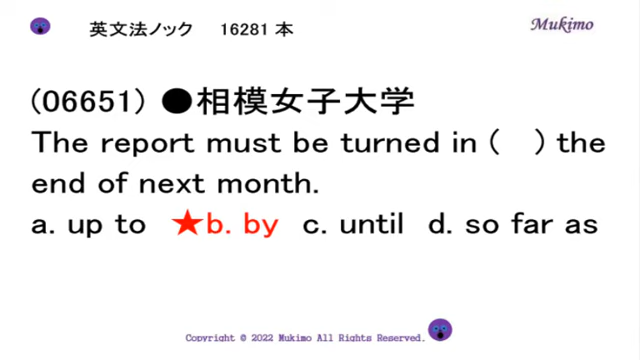 英文法ノック 16281 本 Mukimo
(06651) ●相模女子大学
The report must be turned in ( ) the
end of next month.
a. up to ★b. by c. until d. so far as
Copyright © 2022 Mukimo All Rights Reserved.